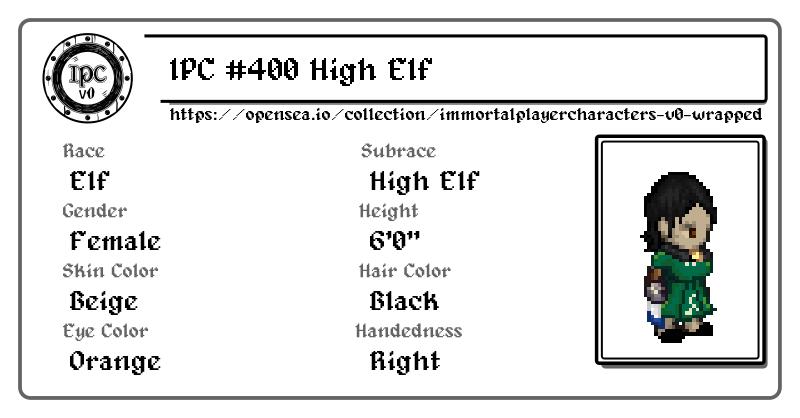 IPC
v0
IPC #400 High Elf
https://opensea.io/collection/immortalplayercharacters-v0-wrapped
Race
Subrace
Elf
High Elf
Gender
Height
Female
6'0"
Skin Color
Hair Color
Beige
Black
Eye Color
Handedness
Orange
Right